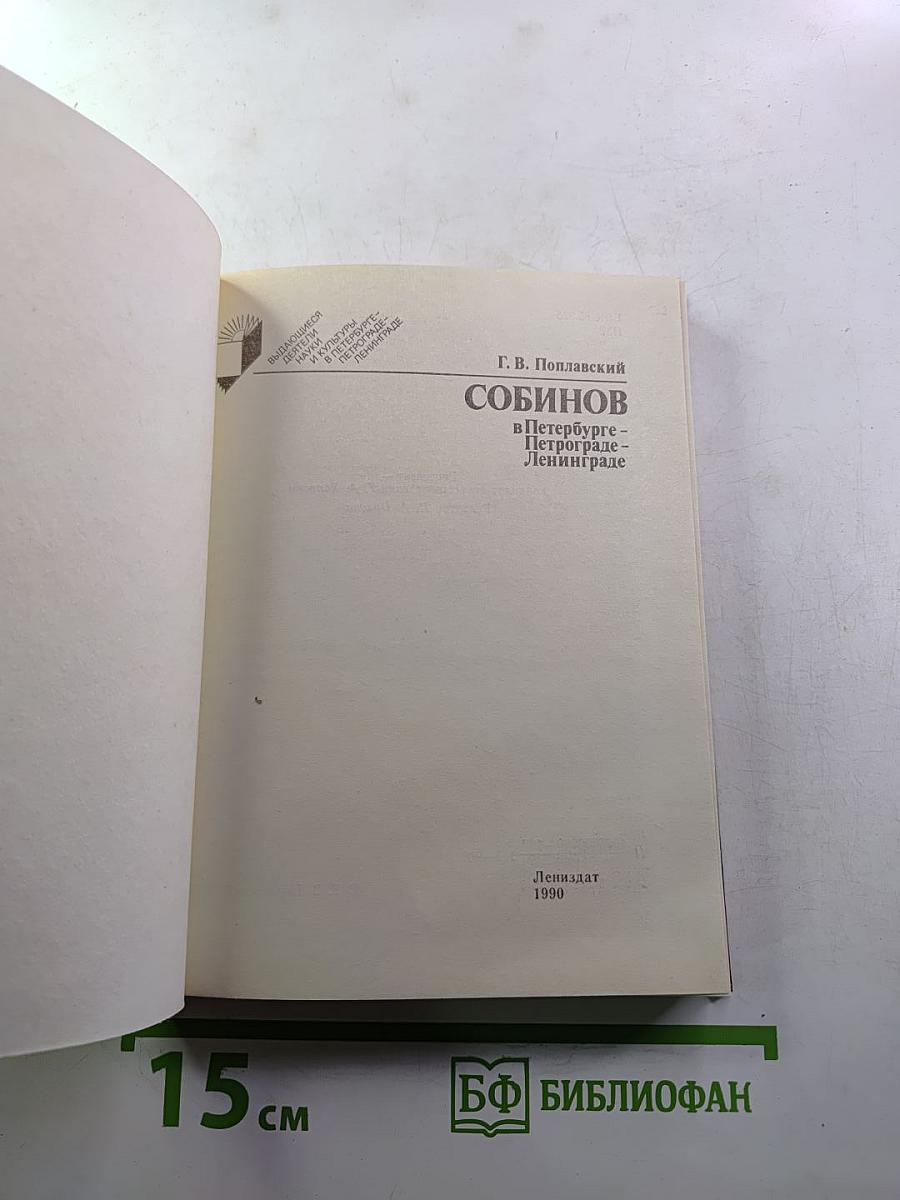 ВЫДАЮЩИЕСЯ
ДЕЯТЕЛИ
НАУКИ
И КУЛЬТУРЫ
В ПЕТЕРБУРГЕ–
ПЕТРОГРАДЕ–
ЛЕНИНГРАДЕ
Г. В. Поплавский
СОБИНОВ
в Петербурге –
Петрограде –
Ленинграде
Лениздат
1990
15 см
БФ БИБЛИОФАН